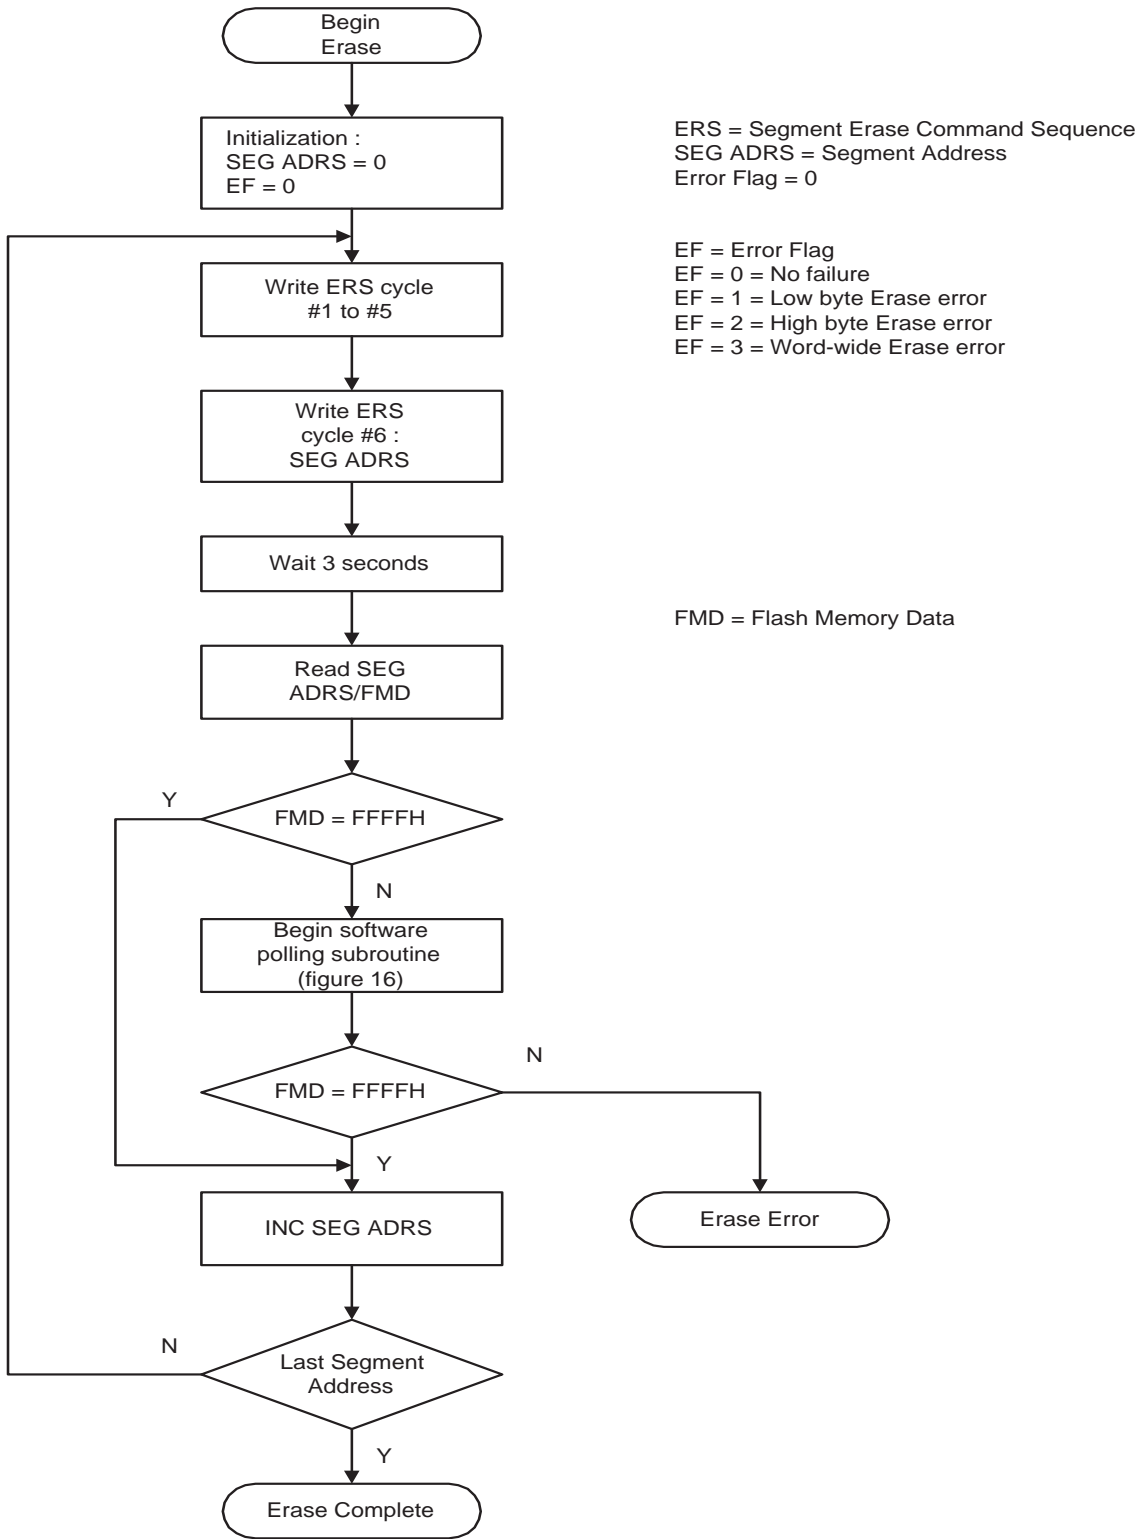 Begin
Erase
Initialization :
SEG ADRS = 0
EF = 0
ERS = Segment Erase Command Sequence
SEG ADRS = Segment Address
Error Flag = 0
EF = Error Flag
EF = 0 = No failure
EF = 1 = Low byte Erase error
EF = 2 = High byte Erase error
EF = 3 = Word-wide Erase error
Write ERS cycle
#1 to #5
Write ERS
cycle #6 :
SEG ADRS
Wait 3 seconds
FMD = Flash Memory Data
Read SEG
ADRS/FMD
Y
FMD = FFFFH
N
Begin software
polling subroutine
(figure 16)
N
FMD = FFFFH
Y
INC SEG ADRS
Erase Error
N
Last Segment
Address
Y
Erase Complete